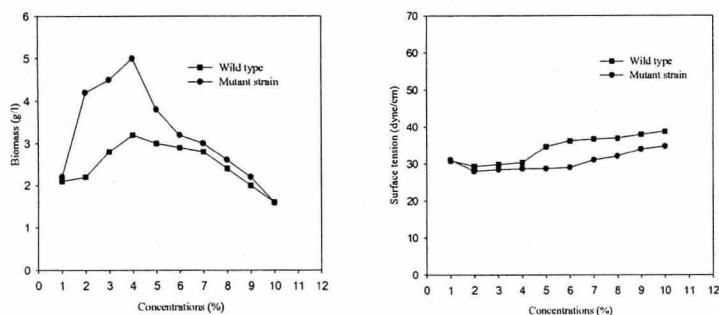 6
5
4
3
2
1
0
Biomass (g/l)
Wild type
Mutant strain
0 1 2 3 4 5 6 7 8 9 10 11 12
Concentrations (%)
70
60
50
40
30
20
10
0
Surface tension (dyne/cm)
Wild type
Mutant strain
0 1 2 3 4 5 6 7 8 9 10 11 12
Concentrations (%)